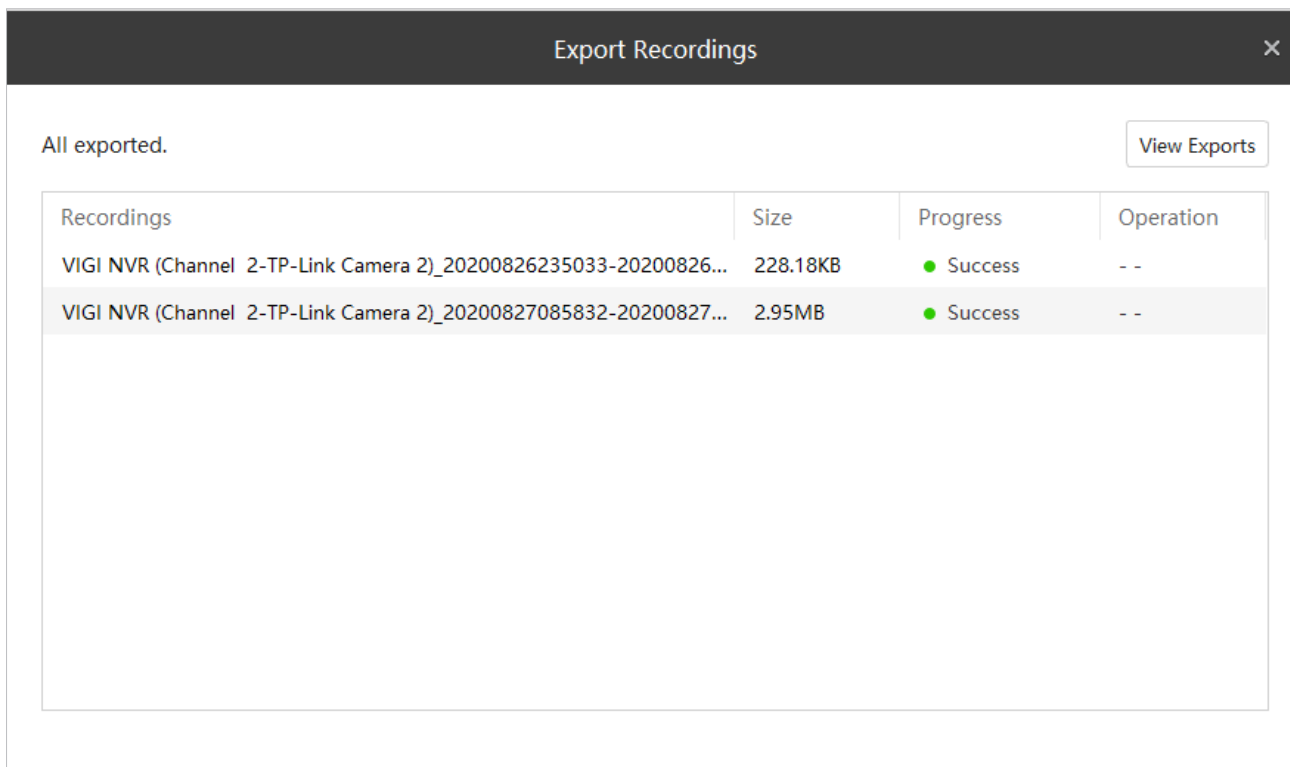 Export Recordings
All exported.
View Exports
Recordings Size Progress Operation
VIGI NVR (Channel  2-TP-Link Camera 2)_20200826235033-20200826... 228.18KB Success - -
VIGI NVR (Channel  2-TP-Link Camera 2)_20200827085832-20200827... 2.95MB Success - -